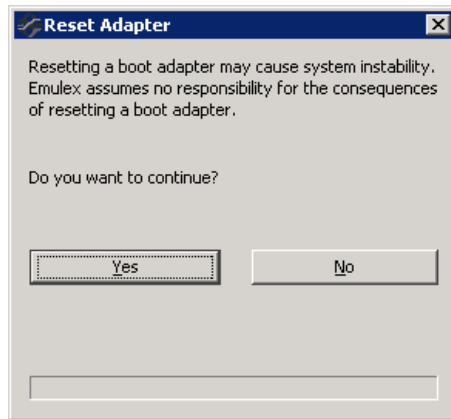 Reset Adapter
Resetting a boot adapter may cause system instability.
Emulex assumes no responsibility for the consequences
of resetting a boot adapter.
Do you want to continue?
Yes
No